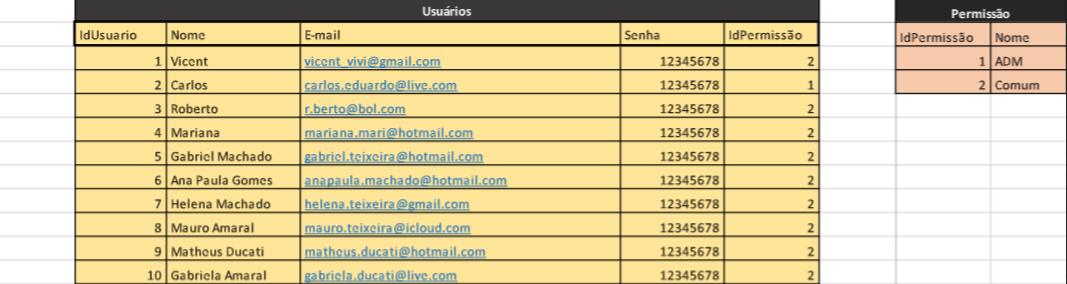 Usuários Permissão
IdUsuario Nome E-mail Senha IdPermissão IdPermissão Nome
1 Vicent vicent_vivi@gmail.com 12345678 2 1 ADM
2 Carlos carlos.eduardo@live.com 12345678 1 2 Comum
3 Roberto r.berto@bol.com 12345678 2
4 Mariana mariana.mari@hotmail.com 12345678 2
5 Gabriel Machado gabriel.teixeira@hotmail.com 12345678 2
6 Ana Paula Gomes anapaula.machado@hotmail.com 12345678 2
7 Helena Machado helena.teixeira@gmail.com 12345678 2
8 Mauro Amaral mauro.teixeira@icloud.com 12345678 2
9 Matheus Ducati matheus.ducati@hotmail.com 12345678 2
10 Gabriela Amaral gabriela.ducati@live.com 12345678 2